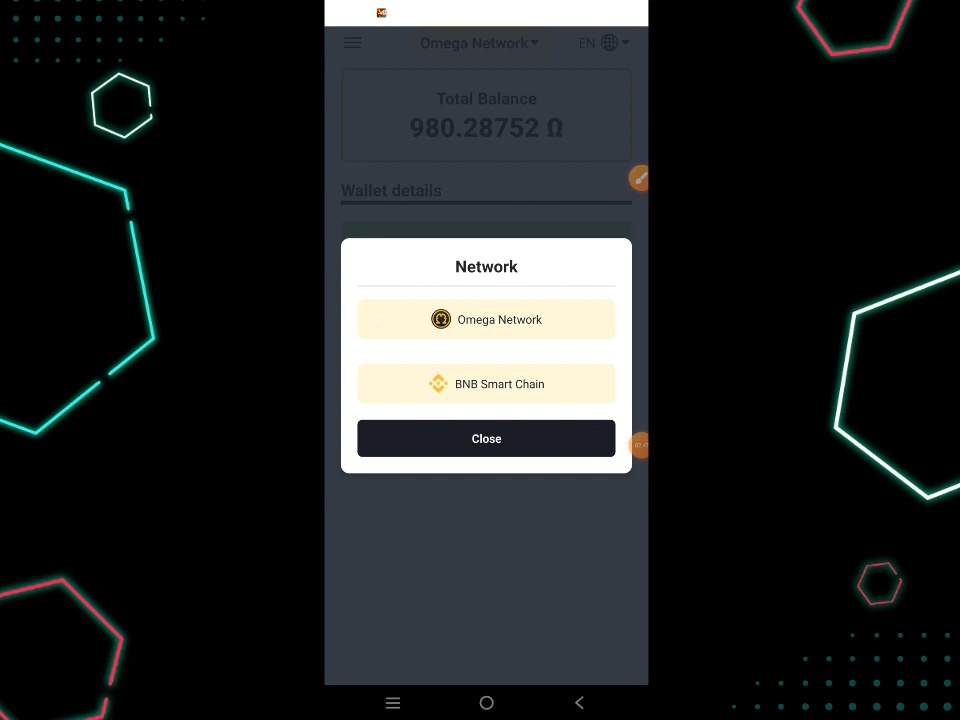 Omega Network
EN
Total Balance
980.28752 Ω
Wallet details
Network
Omega Network
BNB Smart Chain
Close